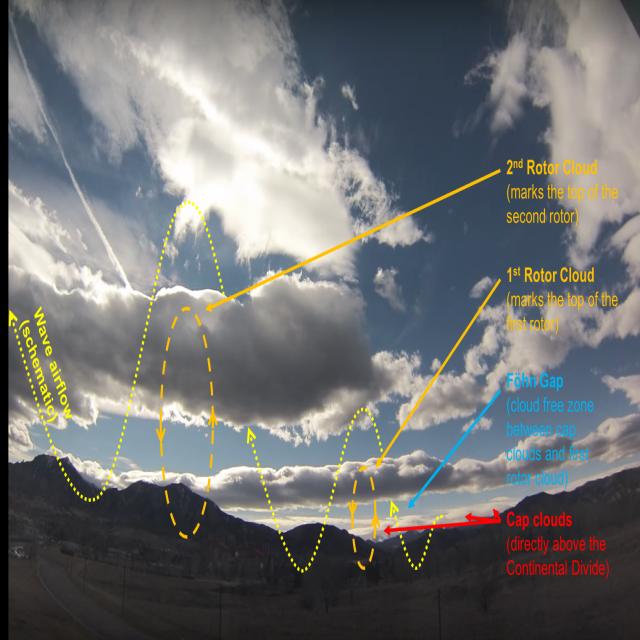 2nd Rotor Cloud
(marks the top of the
second rotor)
1st Rotor Cloud
(marks the top of the
first rotor)
Föhn Gap
(cloud free zone
between cap
clouds and first
rotor cloud)
Cap clouds
(directly above the
Continental Divide)
Wave airflow
(schematic)